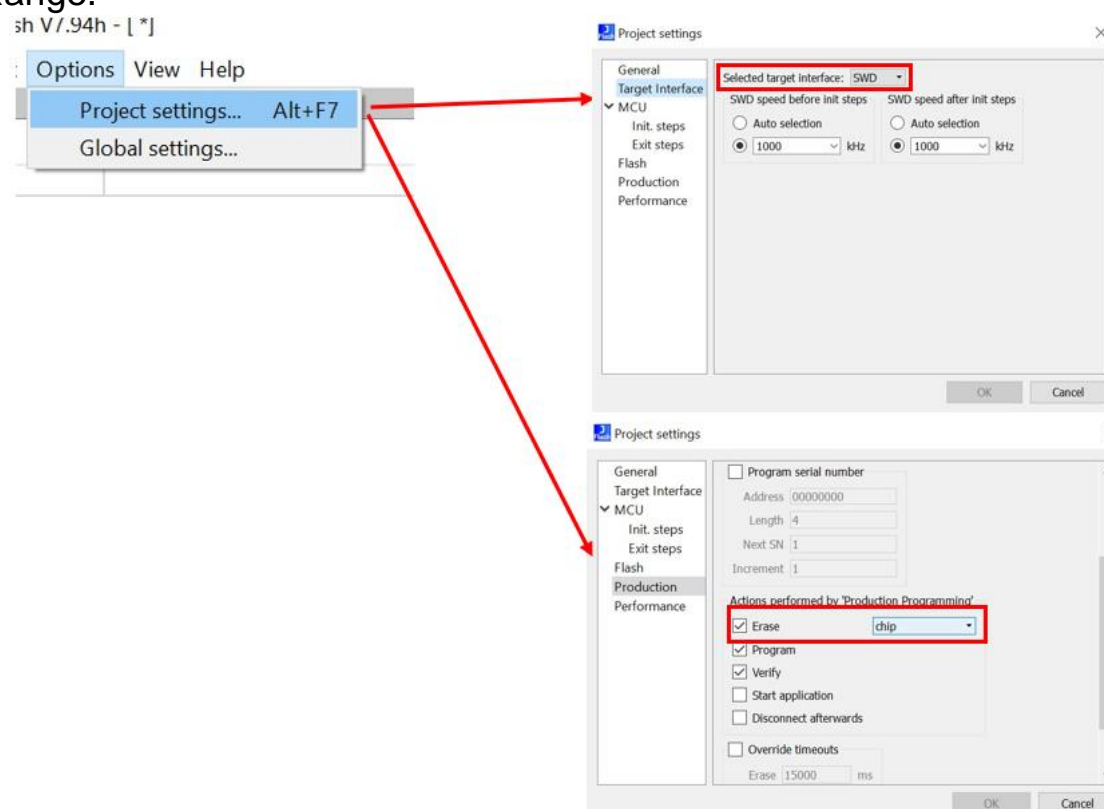 sh V7.94h - [ *]
Options View Help
Project settings... Alt+F7
Global settings...
Project settings
General
Target Interface
MCU
Init. steps
Exit steps
Flash
Production
Performance
Selected target interface: SWD
SWD speed before init steps SWD speed after init steps
Auto selection Auto selection
1000 kHz 1000 kHz
OK Cancel
Project settings
General
Target Interface
MCU
Init. steps
Exit steps
Flash
Production
Performance
Program serial number
Address 00000000
Length 4
Next SN 1
Increment 1
Actions performed by 'Production Programming'
Erase chip
Program
Verify
Start application
Disconnect afterwards
Override timeouts
Erase 15000 ms
OK Cancel